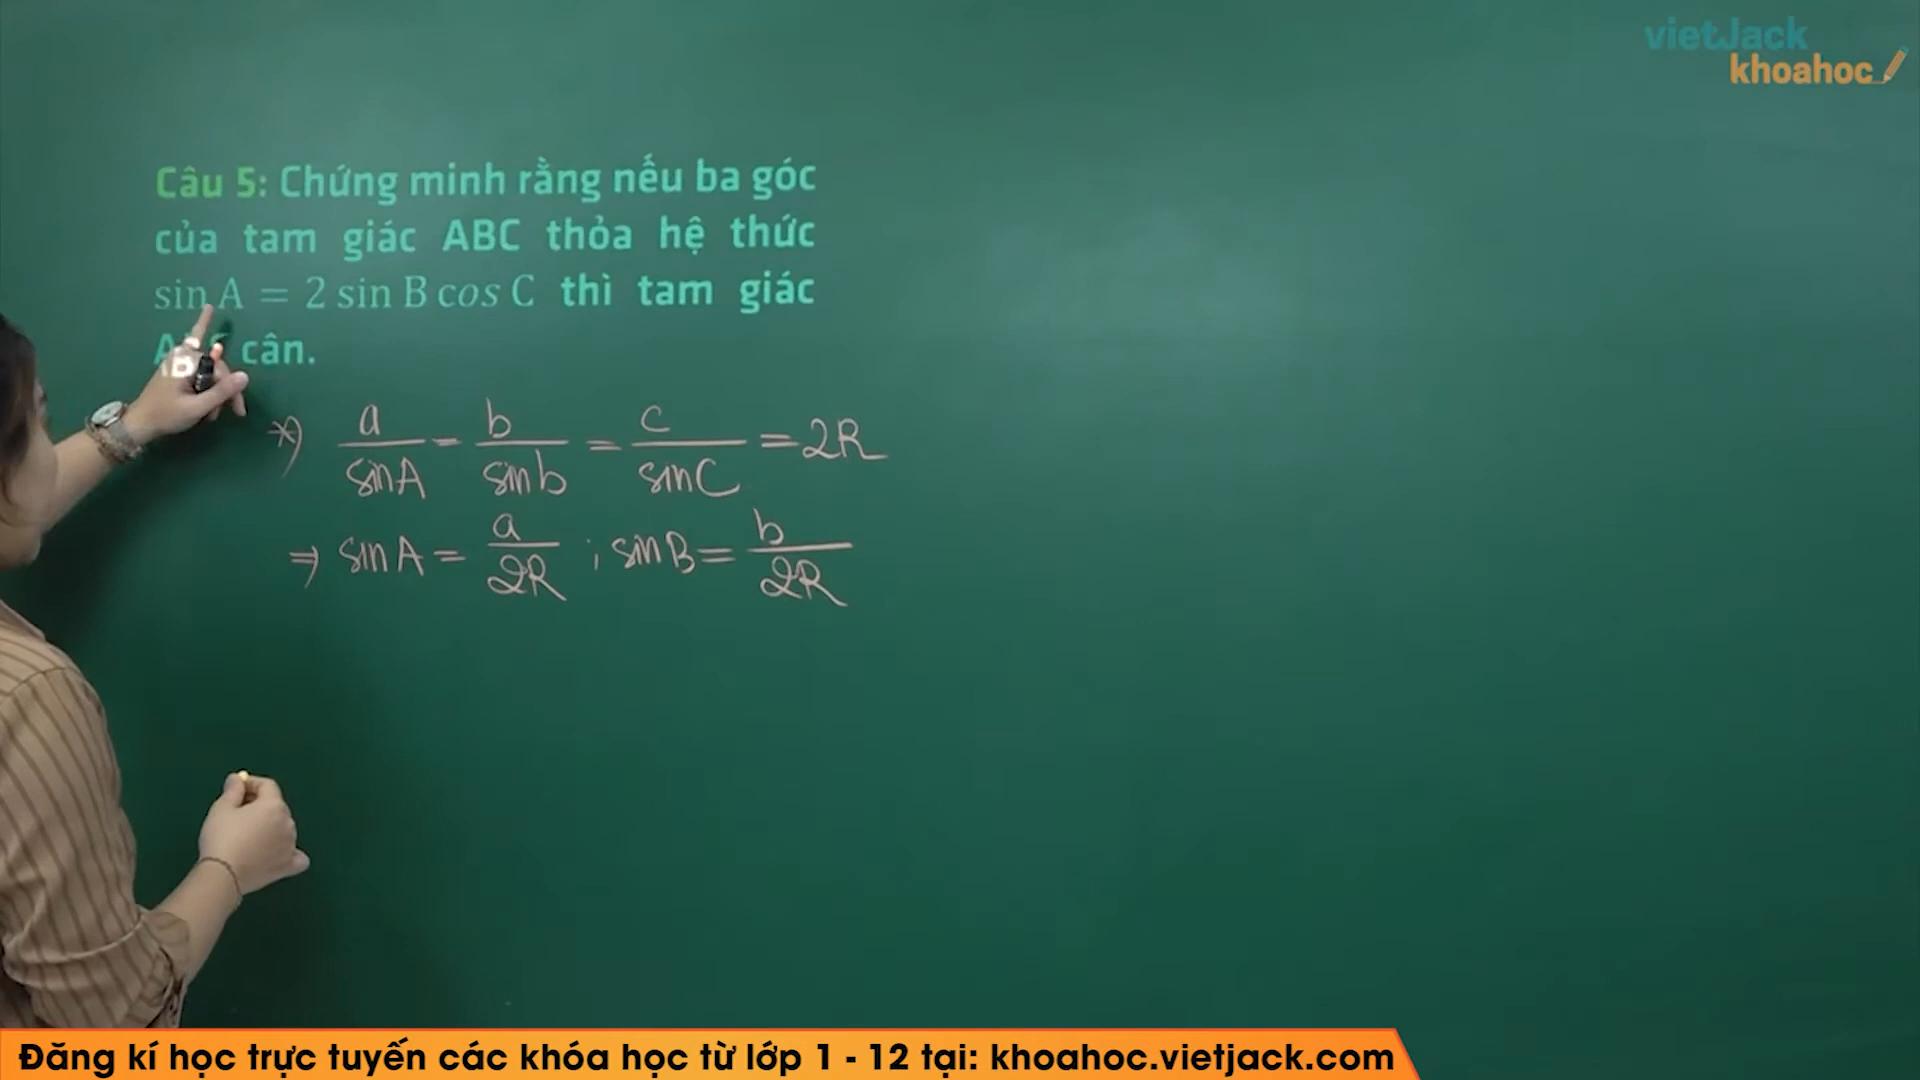 vietJack
khoahoc
Câu 5: Chứng minh rằng nếu ba góc
của tam giác ABC thỏa hệ thức
sin A = 2 sin B cos C thì tam giác
cân.
*) a/sinA = b/sinb = c/sinC = 2R
⇒ sinA = a/2R ; sinB = b/2R
Đăng kí học trực tuyến các khóa học từ lớp 1 - 12 tại: khoahoc.vietjack.com